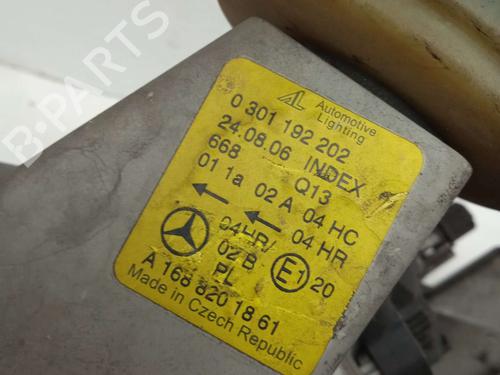 B-PARTS
AL Automotive
Lighting
0 301 192 202
24.08.06 INDEX
668 Q13
01 1a 02 A 04 HC
04HR/ 04 HR
02 B
PL E1 20
A 168 820 18 61
Made in Czech Republic